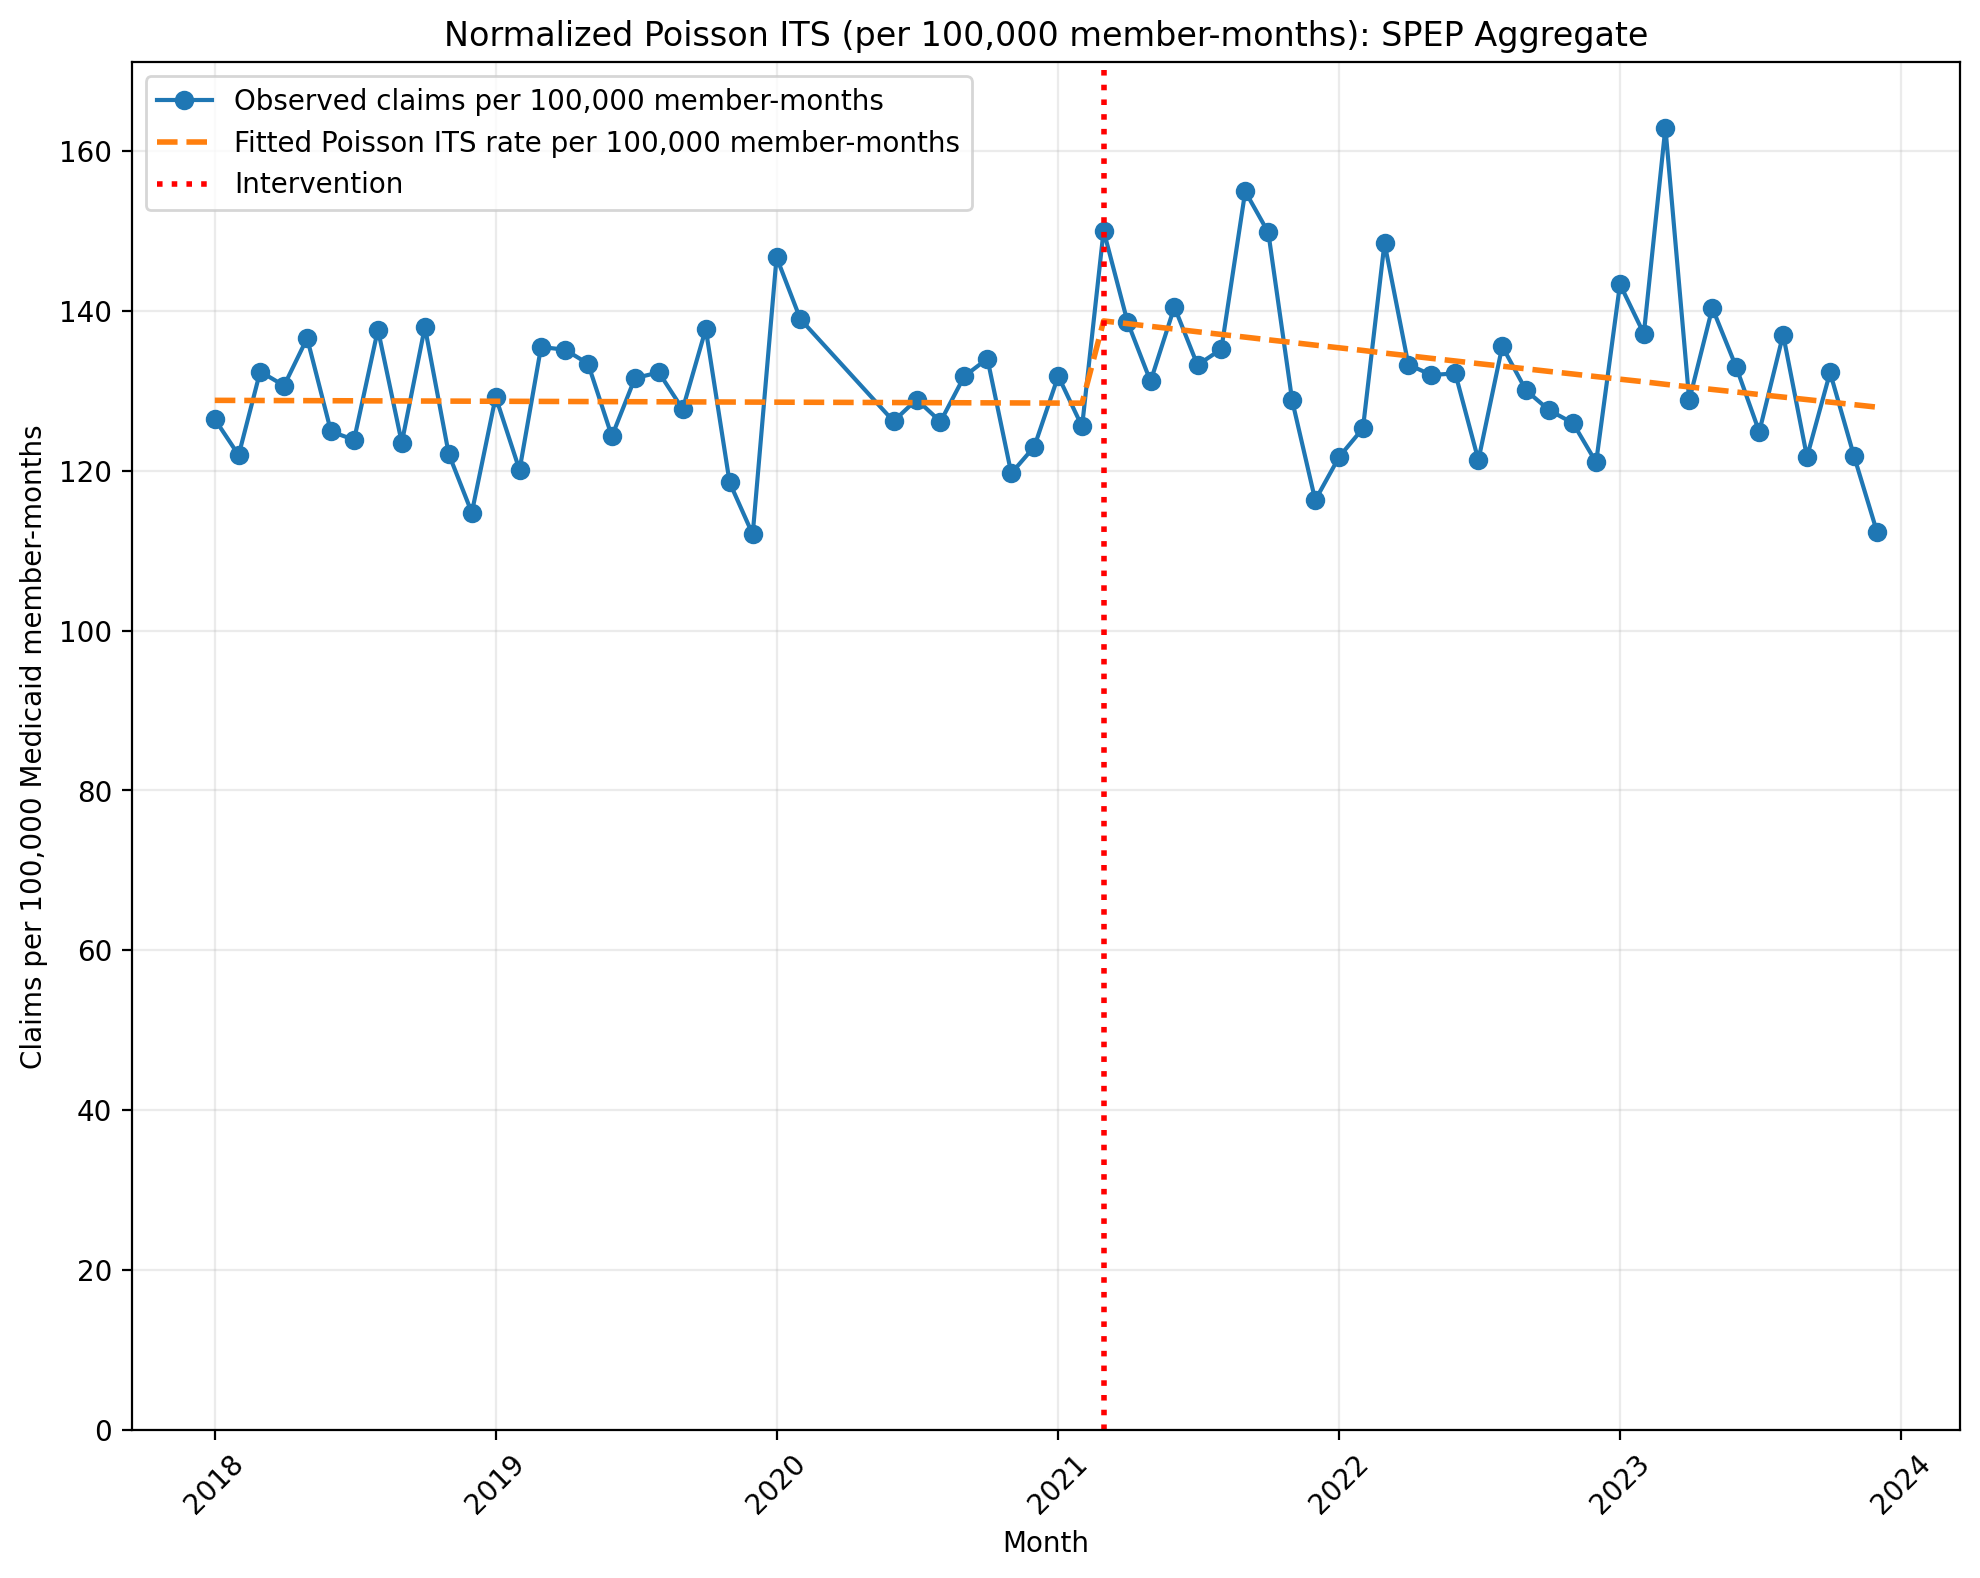 Normalized Poisson ITS (per 100,000 member-months): SPEP Aggregate
Observed claims per 100,000 member-months
Fitted Poisson ITS rate per 100,000 member-months
Intervention
Claims per 100,000 Medicaid member-months
160
140
120
100
80
60
40
20
0
2018
2019
2020
2021
2022
2023
2024
Month